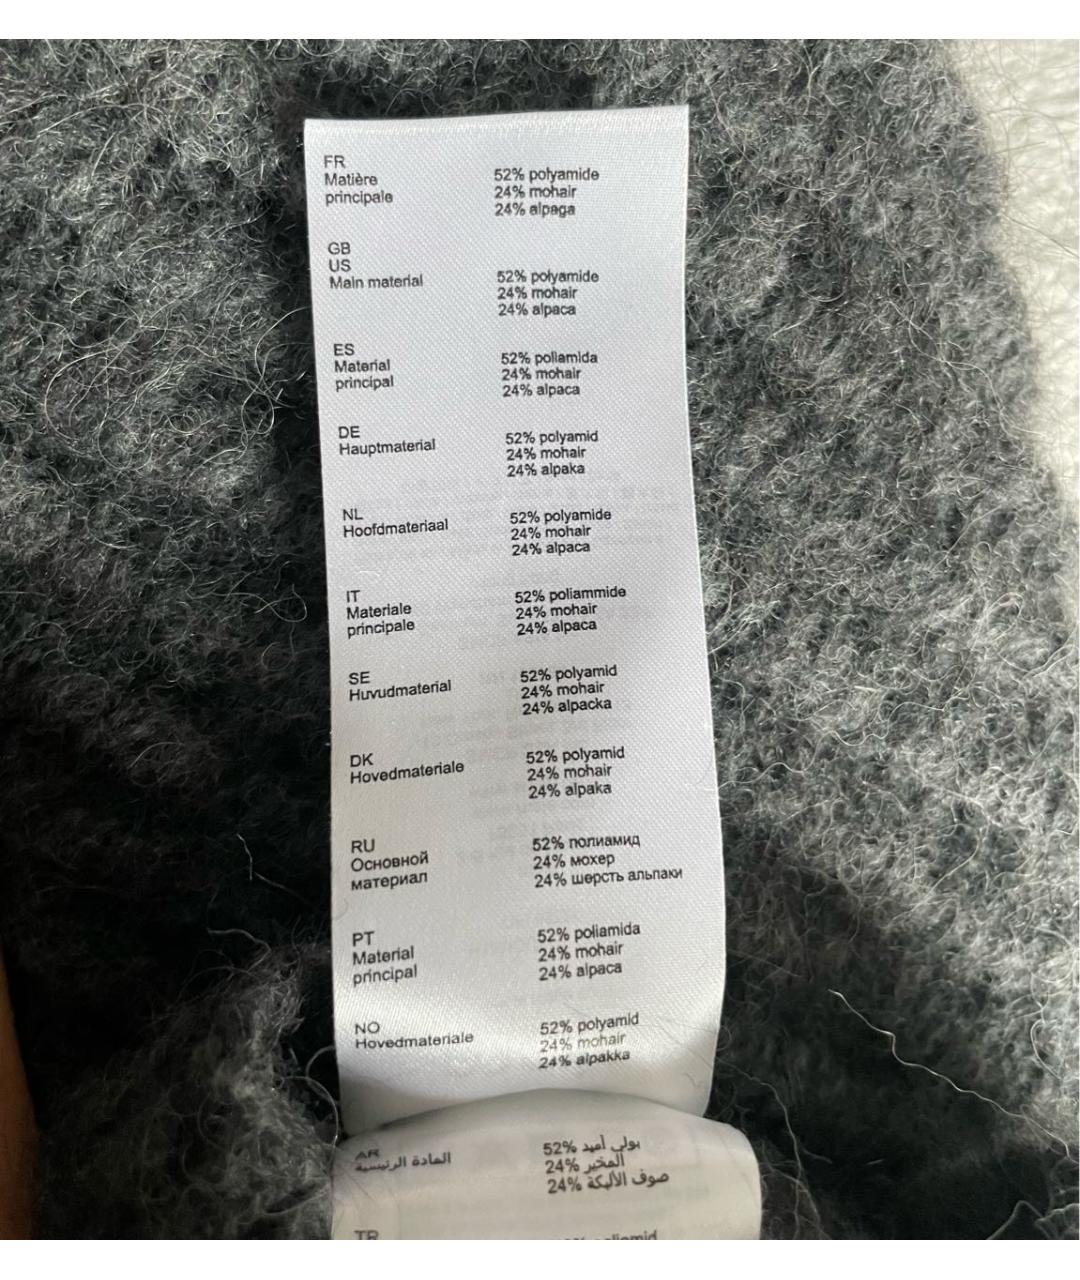 FR
Matière
principale
52% polyamide
24% mohair
24% alpaga
GB
US
Main material
52% polyamide
24% mohair
24% alpaca
ES
Material
principal
52% poliamida
24% mohair
24% alpaca
DE
Hauptmaterial
52% polyamid
24% mohair
24% alpaka
NL
Hoofdmateriaal
52% polyamide
24% mohair
24% alpaca
IT
Materiale
principale
52% poliammide
24% mohair
24% alpaca
SE
Huvudmaterial
52% polyamid
24% mohair
24% alpacka
DK
Hovedmateriale
52% polyamid
24% mohair
24% alpaka
RU
Основной
материал
52% полиамид
24% мохер
24% шерсть альпаки
PT
Material
principal
52% poliamida
24% mohair
24% alpaca
NO
Hovedmateriale
52% polyamid
24% mohair
24% alpakka
AR
المادة الرئيسية
52% بولي أميد
24% المخير
24% صوف الألبكة
TR